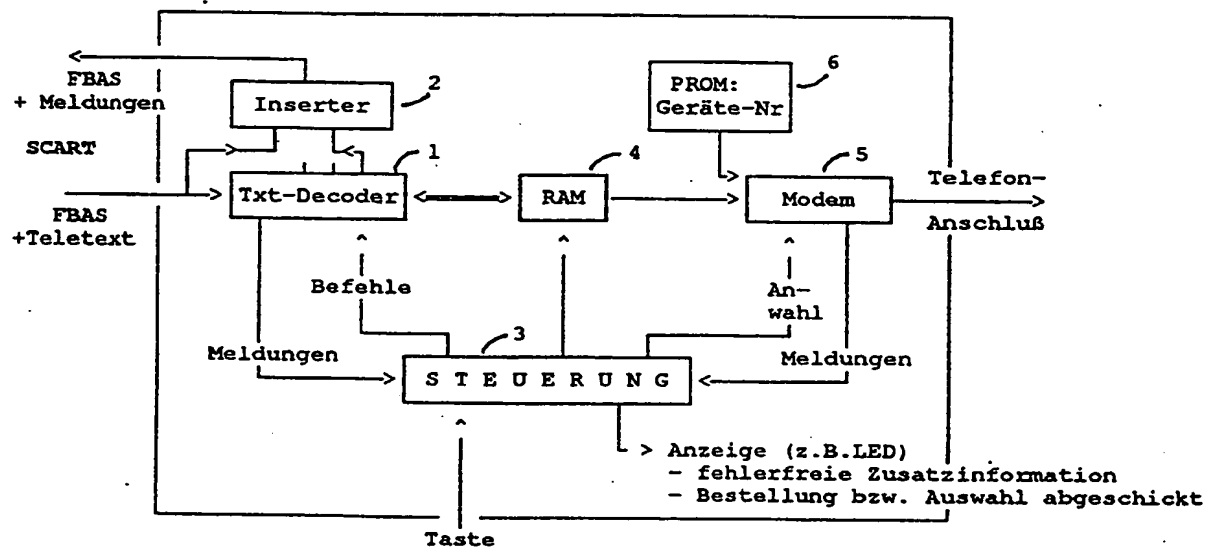 FBAS
+ Meldungen
Inserter
2
PROM:
Geräte-Nr
6
SCART
1
4
5
Txt-Decoder
RAM
Modem
Telefon-
Anschluß
FBAS
+Teletext
Befehle
An-
wahl
3
Meldungen
Meldungen
STEUERUNG
Anzeige (z.B.LED)
- fehlerfreie Zusatzinformation
- Bestellung bzw. Auswahl abgeschickt
Taste